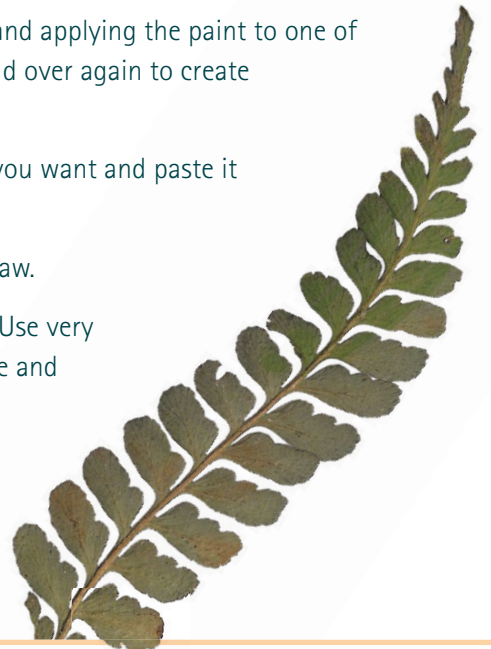 and applying the paint to one of
d over again to create
you want and paste it
aw.
Use very
e and